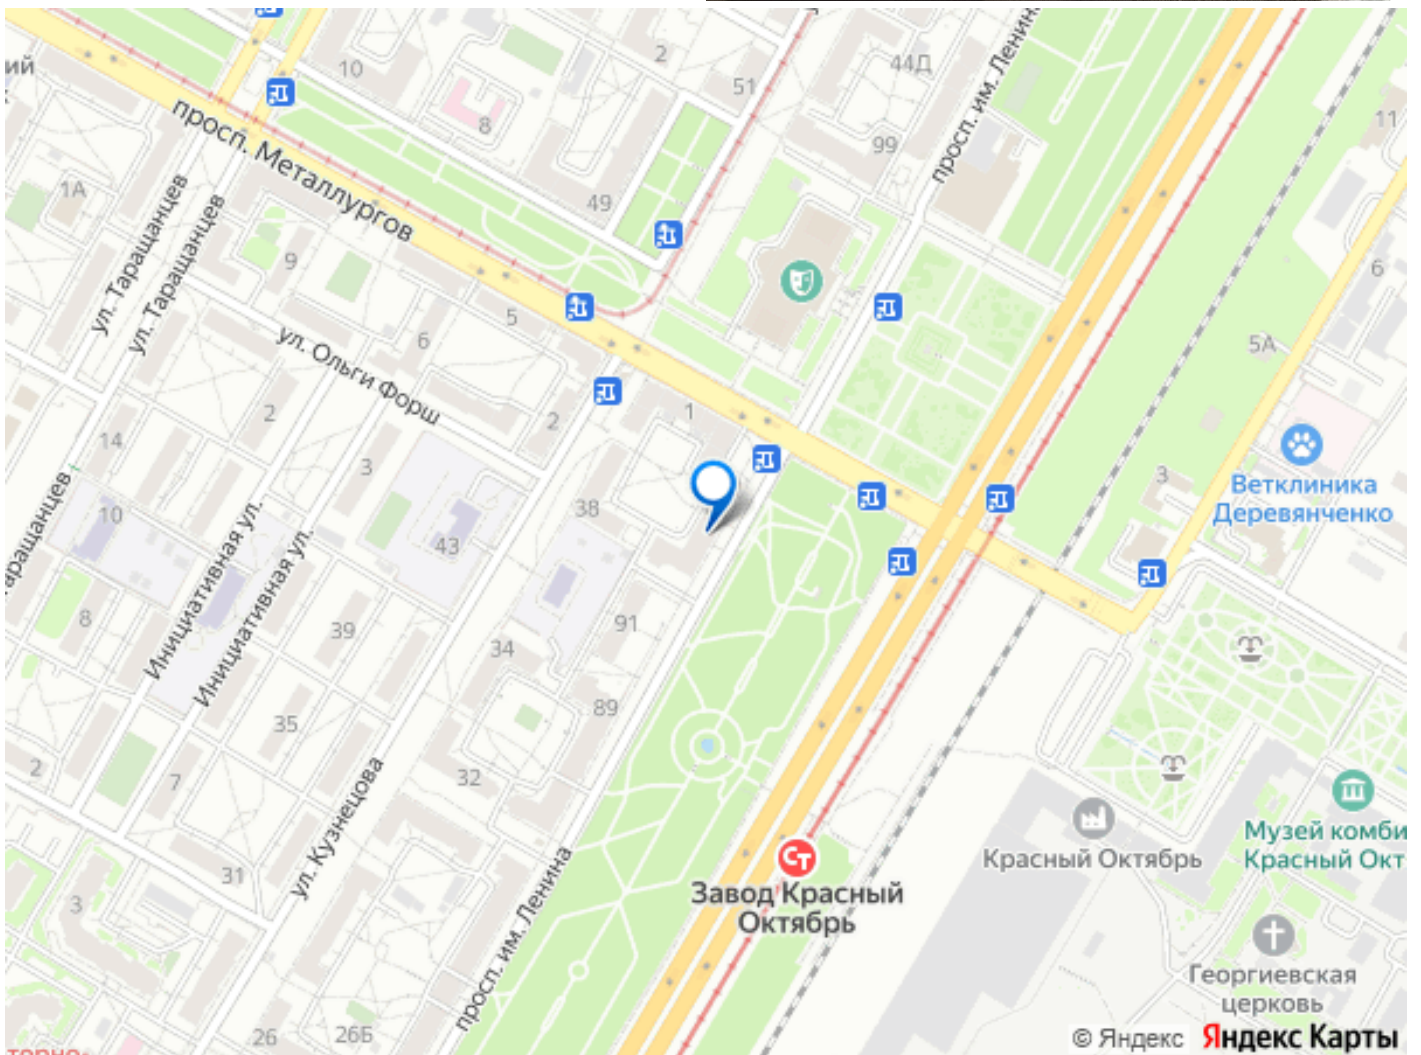 ий
10
2
44Д
51
8
99
11
просп. им. Ленина
просп. Металлургов
1А
49
ул. Таращанцев
ул. Таращанцев
9
6
5
6
5А
ул. Ольги Форш
2
2
1
14
3
3
Ветклиника
Деревянченко
38
10
43
Инициативная ул.
Инициативная ул.
8
39
91
34
89
35
2
7
32
ул. Кузнецова
31
3
26
26Б
просп. им. Ленина
Ст
Завод Красный
Октябрь
Красный Октябрь
Музей комби
Красный Окт
Георгиевская
церковь
© Яндекс Яндекс Карты